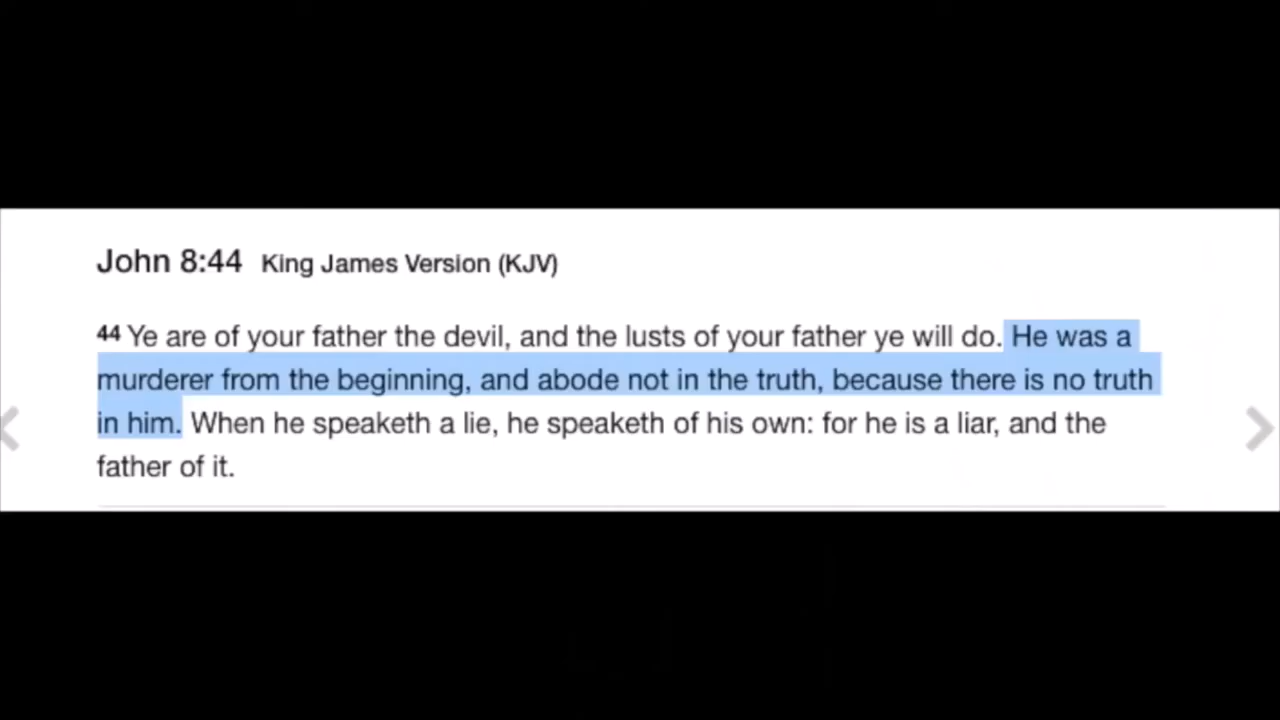 John 8:44 King James Version (KJV)
44 Ye are of your father the devil, and the lusts of your father ye will do. He was a
murderer from the beginning, and abode not in the truth, because there is no truth
in him. When he speaketh a lie, he speaketh of his own: for he is a liar, and the
father of it.